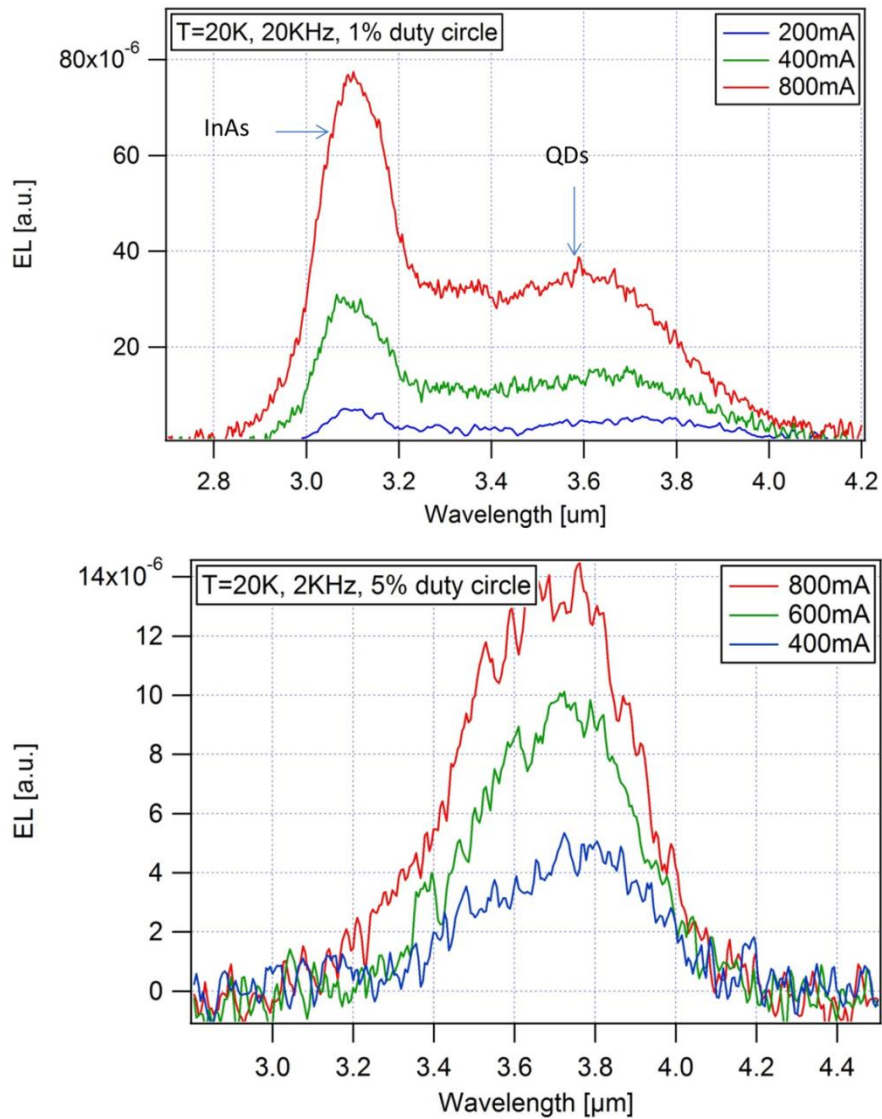 T=20K, 20KHz, 1% duty circle
200mA
400mA
800mA
80x10-6
60
40
20
EL [a.u.]
InAs
QDs
2.8 3.0 3.2 3.4 3.6 3.8 4.0 4.2
Wavelength [um]
T=20K, 2KHz, 5% duty circle
800mA
600mA
400mA
14x10-6
12
10
8
6
4
2
0
EL [a.u.]
3.0 3.2 3.4 3.6 3.8 4.0 4.2 4.4
Wavelength [µm]